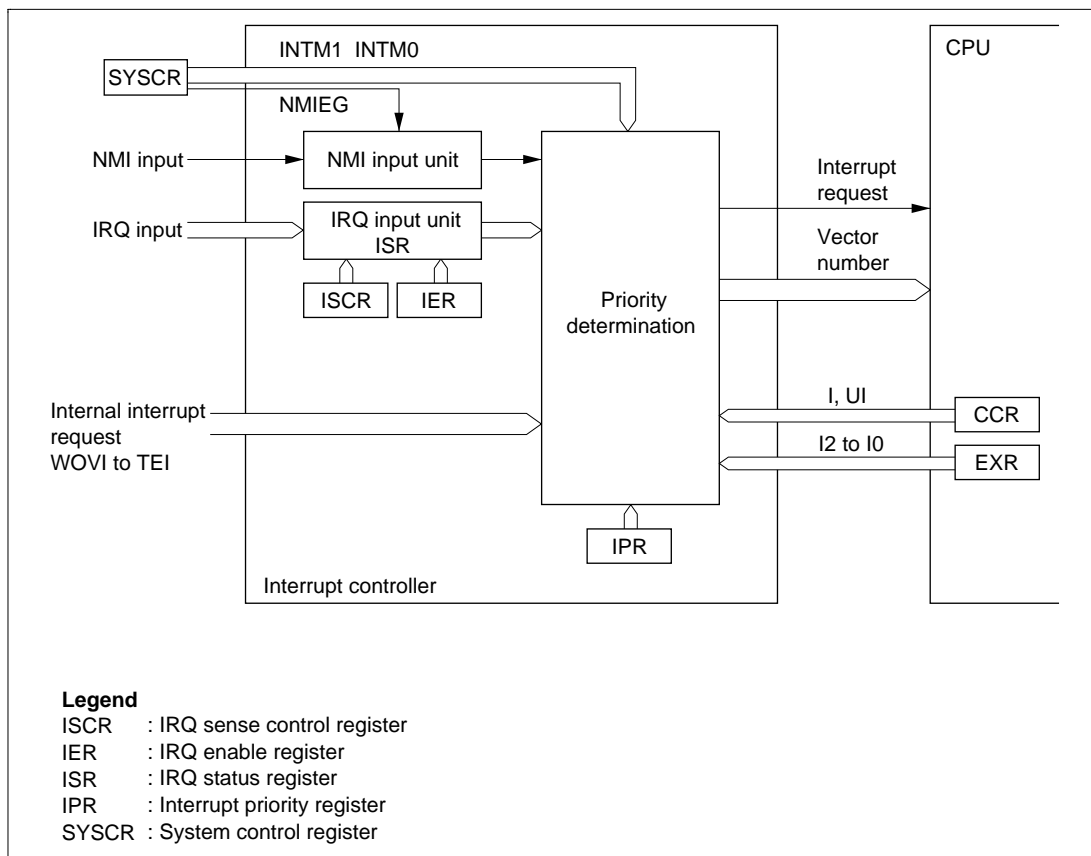 INTM1 INTM0
CPU
SYSCR
NMIEG
NMI input
NMI input unit
Interrupt
request
IRQ input
IRQ input unit
ISR
Vector
number
ISCR
IER
Priority
determination
Internal interrupt
request
WOVI to TEI
I, UI
CCR
I2 to I0
EXR
IPR
Interrupt controller
Legend
ISCR : IRQ sense control register
IER : IRQ enable register
ISR : IRQ status register
IPR : Interrupt priority register
SYSCR : System control register